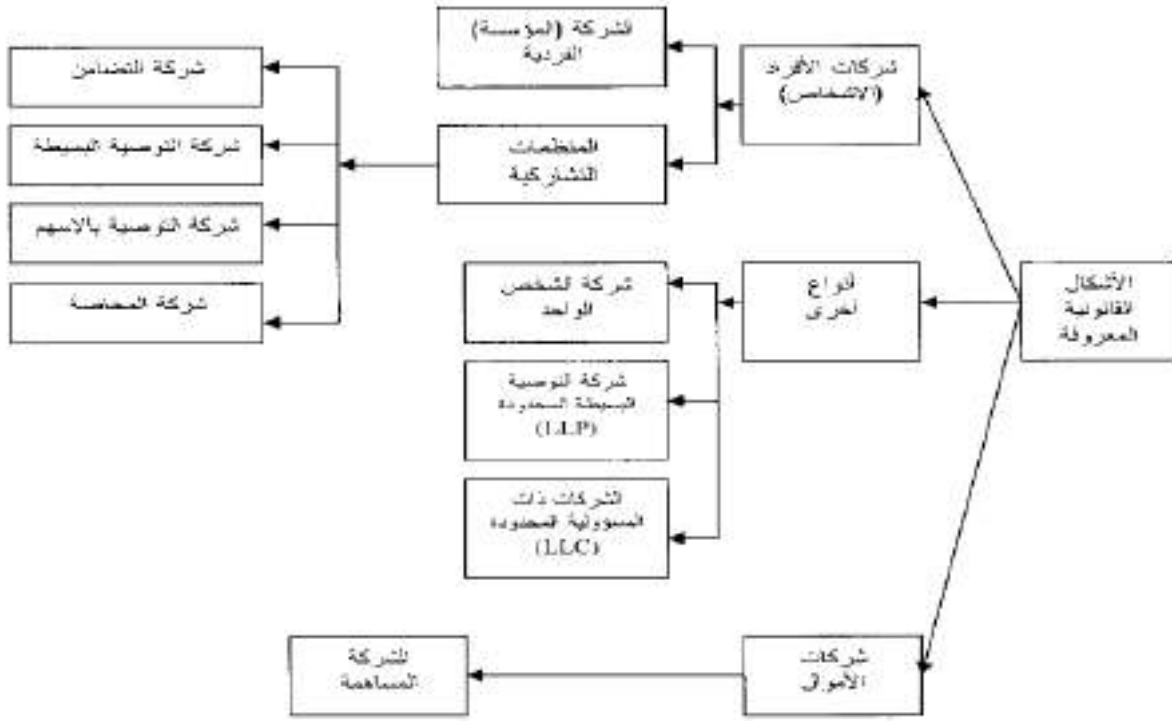 الأشكال
القانونية
المعروفة
شركات الأفراد
(الاشخاص)
الشركة (المؤسسة)
الفردية
المنظمات
التشاركية
شركة التضامن
شركة التوصية البسيطة
شركة التوصية بالاسهم
شركة المحاصة
أنواع
أخرى
شركة الشخص
الواحد
شركة التوصية
البسيطة المحدودة
(LLP)
الشركات ذات
المسؤولية المحدودة
(LLC)
شركات
الأموال
الشركة
المساهمة